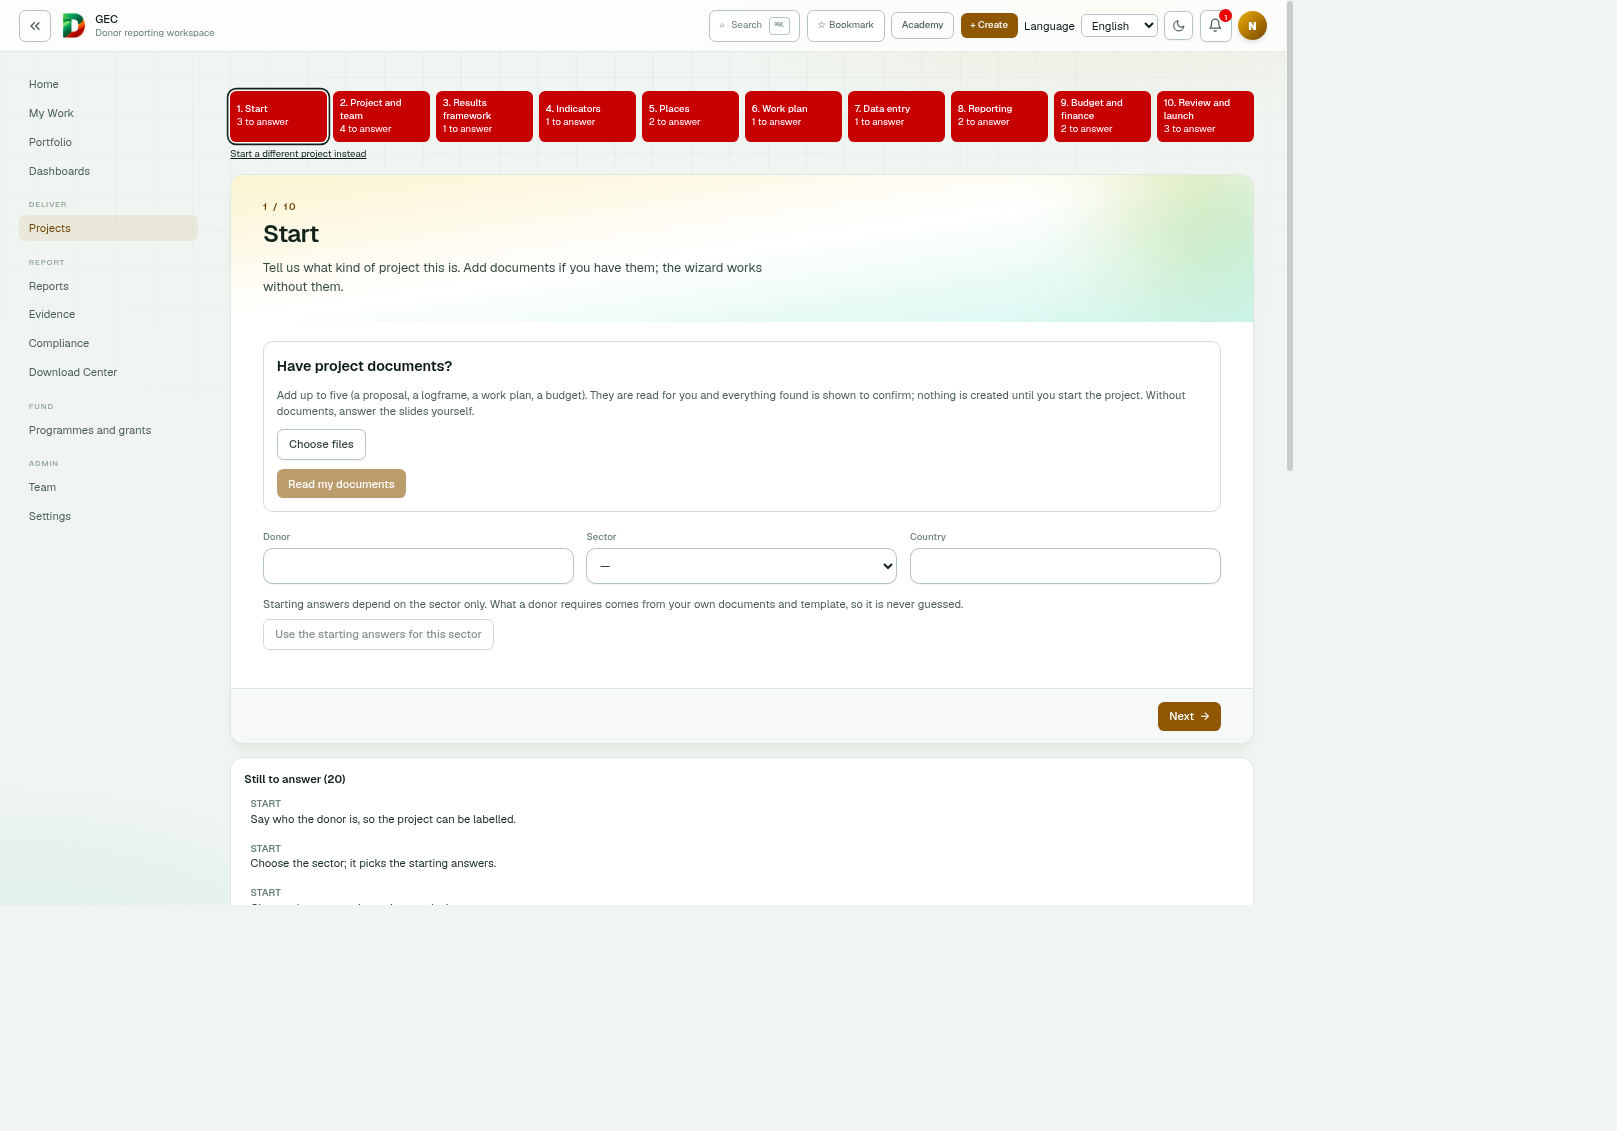 GEC
Donor reporting workspace
Search ⌘K
☆ Bookmark
Academy
+ Create
Language
English
1
N
Home
My Work
Portfolio
Dashboards
DELIVER
Projects
REPORT
Reports
Evidence
Compliance
Download Center
FUND
Programmes and grants
ADMIN
Team
Settings
1. Start
3 to answer
2. Project and
team
4 to answer
3. Results
framework
1 to answer
4. Indicators
1 to answer
5. Places
2 to answer
6. Work plan
1 to answer
7. Data entry
1 to answer
8. Reporting
2 to answer
9. Budget and
finance
2 to answer
10. Review and
launch
3 to answer
Start a different project instead
1 / 10
Start
Tell us what kind of project this is. Add documents if you have them; the wizard works
without them.
Have project documents?
Add up to five (a proposal, a logframe, a work plan, a budget). They are read for you and everything found is shown to confirm; nothing is created until you start the project. Without
documents, answer the slides yourself.
Choose files
Read my documents
Donor
Sector
—
Country
Starting answers depend on the sector only. What a donor requires comes from your own documents and template, so it is never guessed.
Use the starting answers for this sector
Next →
Still to answer (20)
START
Say who the donor is, so the project can be labelled.
START
Choose the sector; it picks the starting answers.
START